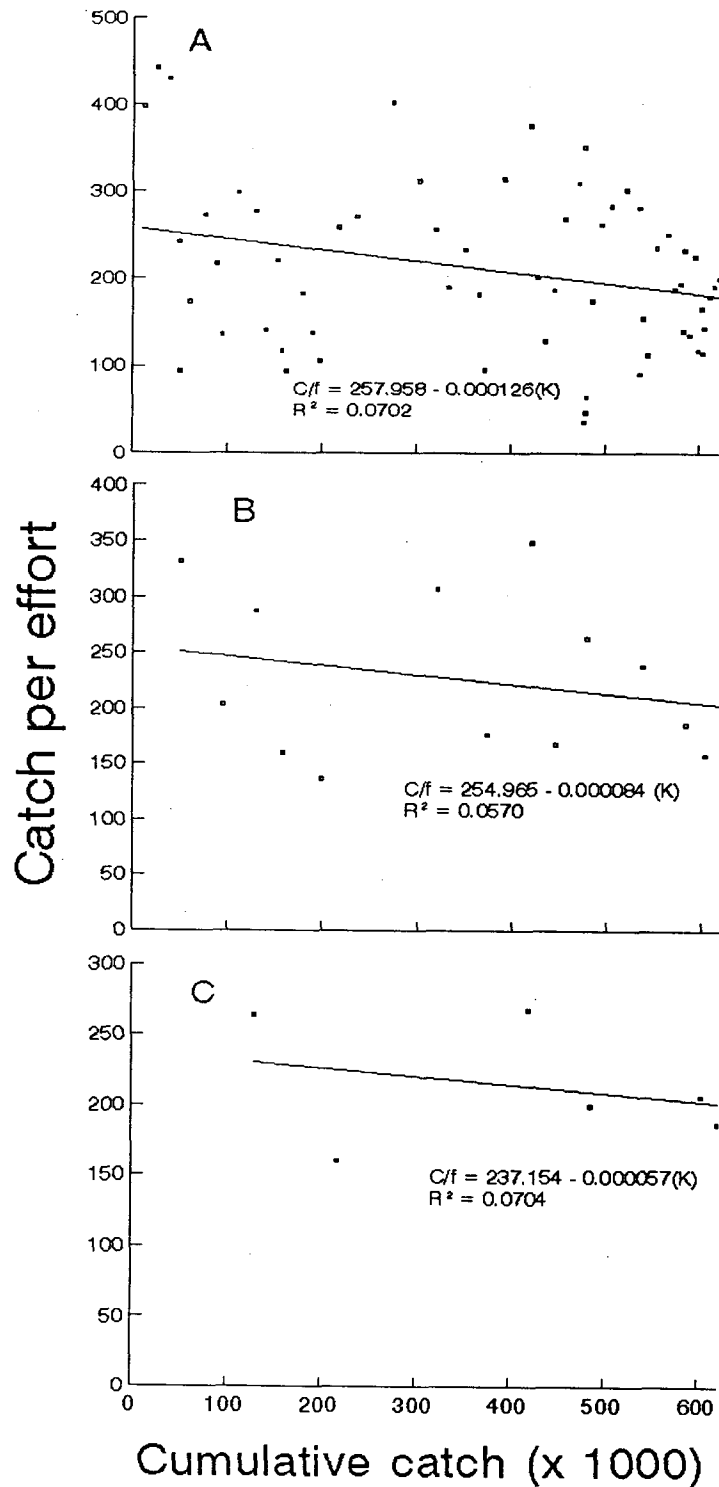 Catch per effort
500
A
400
300
200
100
C/f = 257.958 - 0.000126(K)
R² = 0.0702
0
400
B
350
300
250
200
150
C/f = 254.965 - 0.000084 (K)
R² = 0.0570
100
50
0
300
C
250
200
150
C/f = 237.154 - 0.000057(K)
R² = 0.0704
100
50
0
0 100 200 300 400 500 600
Cumulative catch (x 1000)